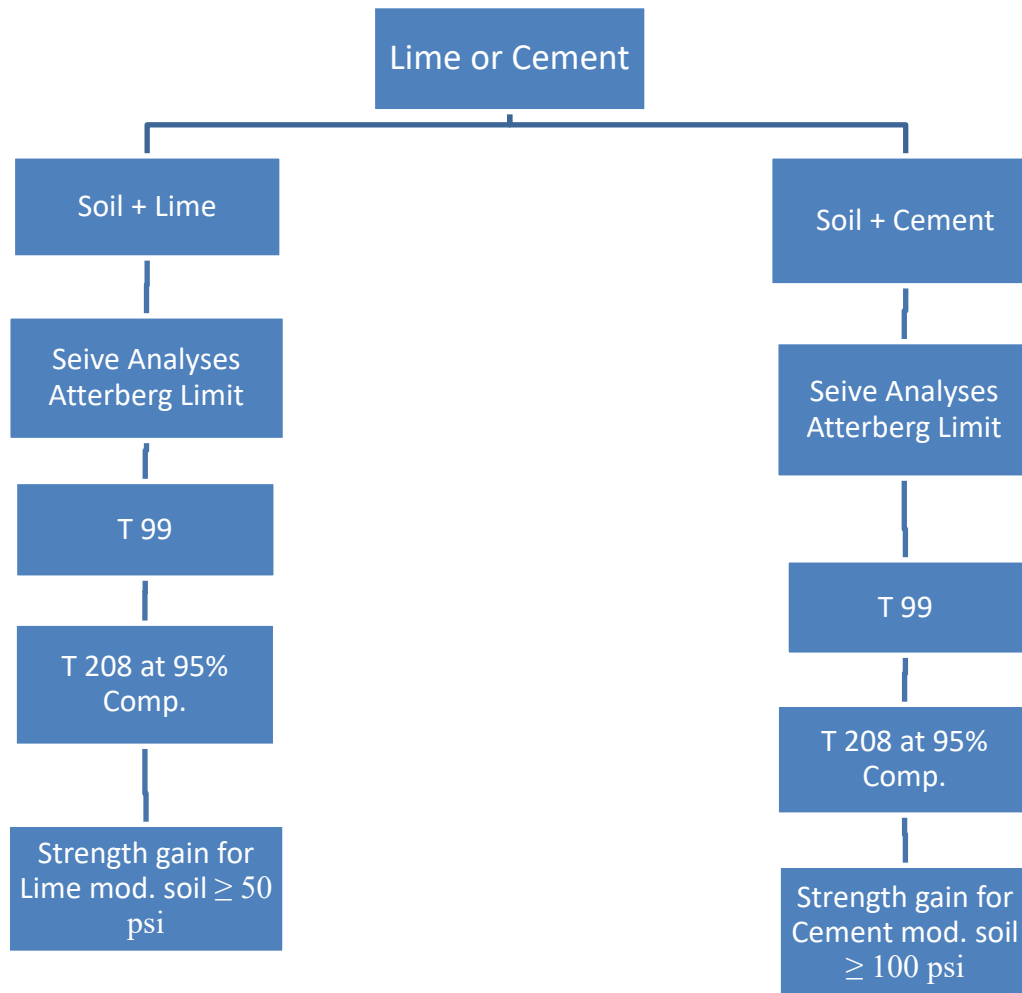 Lime or Cement
Soil + Lime
Seive Analyses
Atterberg Limit
T 99
T 208 at 95%
Comp.
Strength gain for
Lime mod. soil ≥ 50
psi
Soil + Cement
Seive Analyses
Atterberg Limit
T 99
T 208 at 95%
Comp.
Strength gain for
Cement mod. soil
≥ 100 psi